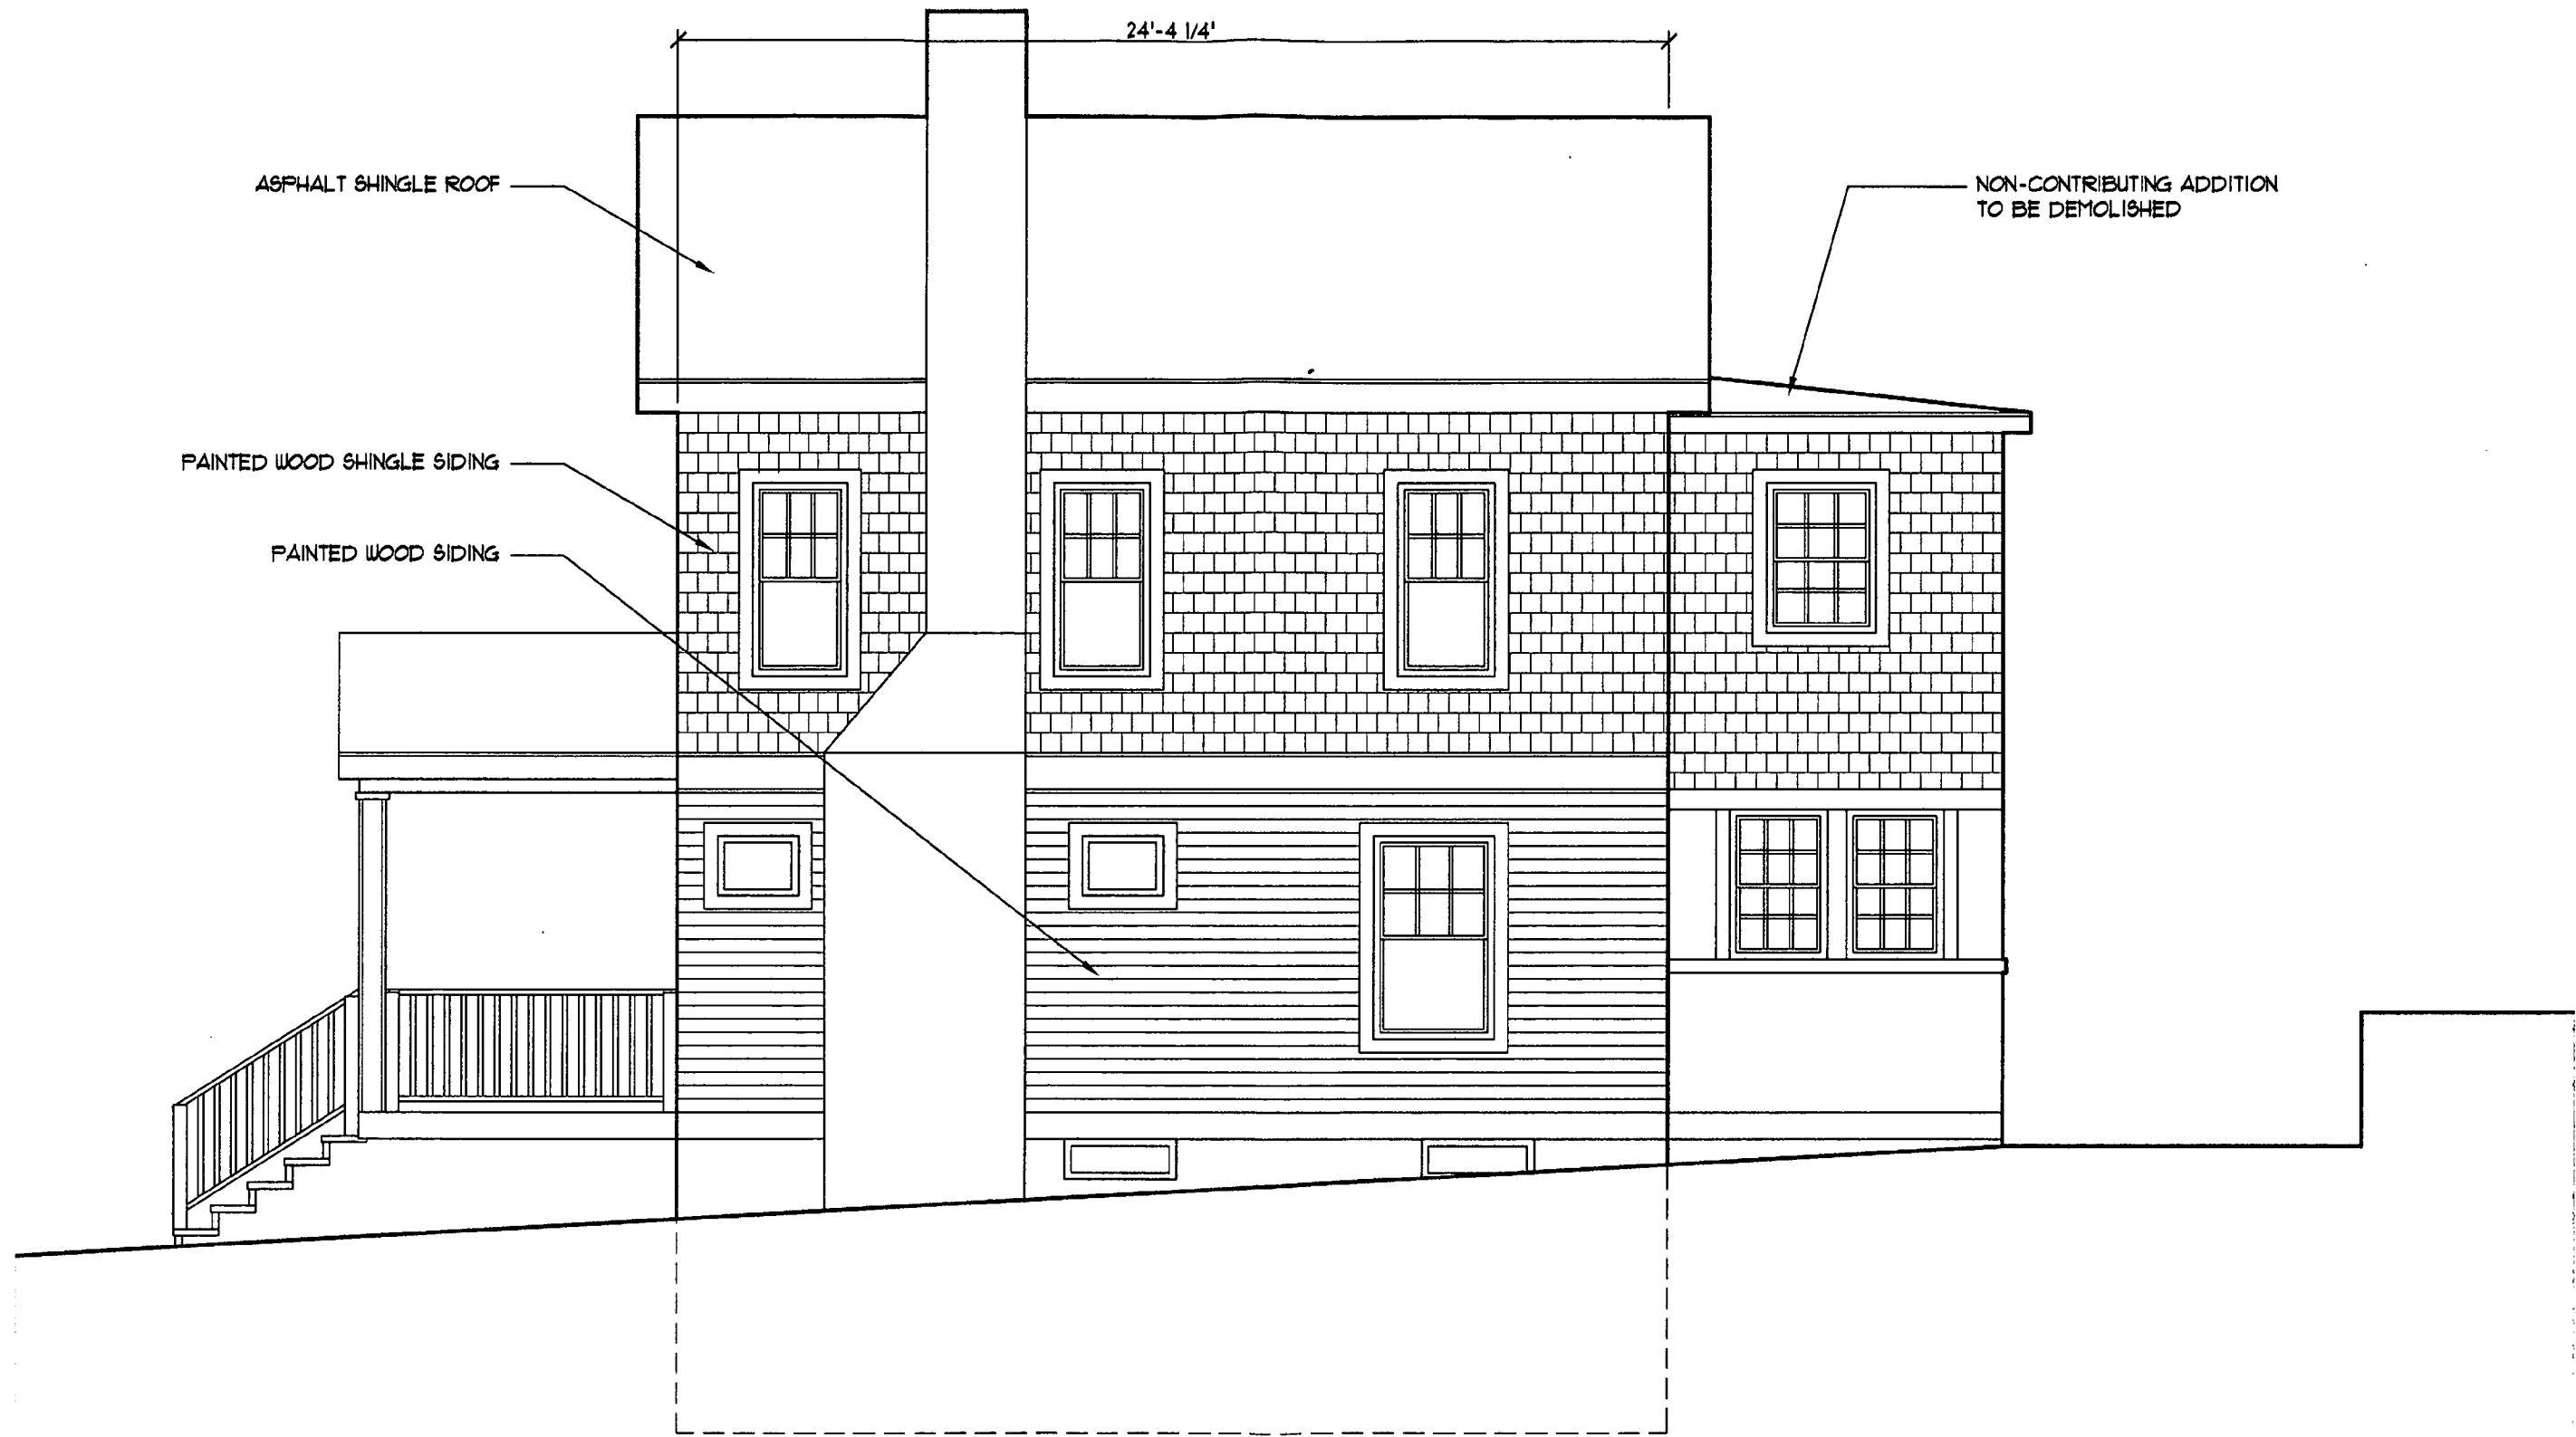 24'-4 1/4'
ASPHALT SHINGLE ROOF
NON-CONTRIBUTING ADDITION
TO BE DEMOLISHED
PAINTED WOOD SHINGLE SIDING
PAINTED WOOD SIDING